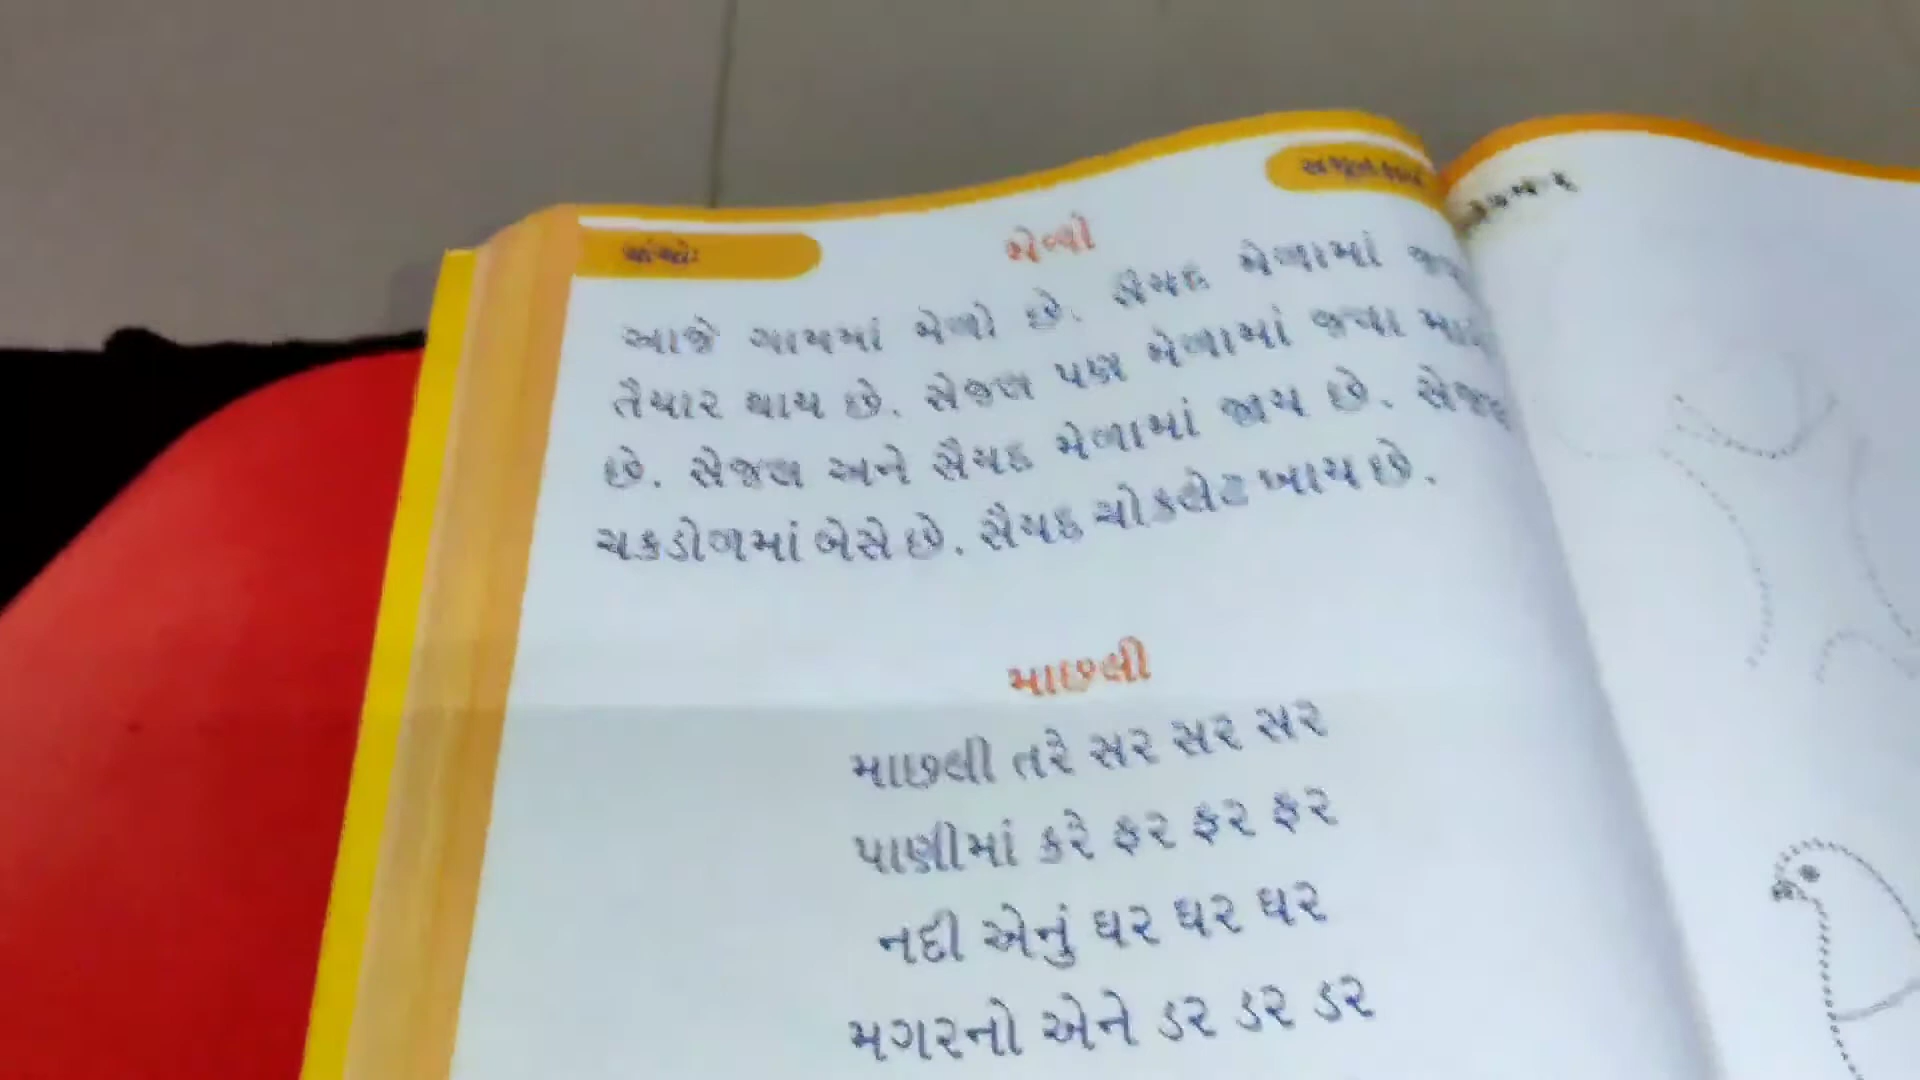 વાંચો:
મેળો
આજે ગામમાં મેળો છે. સૈયદ મેળામાં
તૈયાર થાય છે. સેજલ પણ મેળામાં જવા
છે. સેજલ અને સૈયદ મેળામાં જાય છે. સેજલ
ચકડોળમાં બેસે છે. સૈયદ ચોકલેટ ખાય છે.
માછલી
માછલી તરે સર સર સર
પાણીમાં કરે ફર ફર ફર
નદી એનું ઘર ઘર ઘર
મગરનો એને ડર ડર ડર